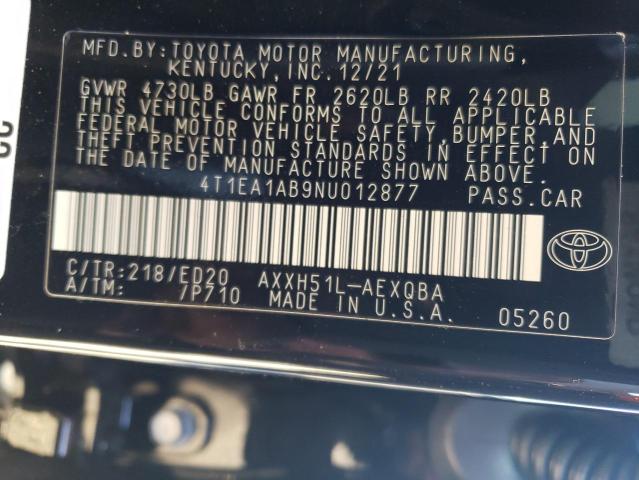 MFD.BY:TOYOTA MOTOR MANUFACTURING,
KENTUCKY, INC. 12/21
GVWR 4730LB GAWR FR 2620LB RR 2420LB
THIS VEHICLE CONFORMS TO ALL APPLICABLE
FEDERAL MOTOR VEHICLE SAFETY, BUMPER AND
THEFT PREVENTION STANDARDS IN EFFECT ON
THE DATE OF MANUFACTURE SHOWN ABOVE.
4T1EA1AB9NU012877 PASS.CAR
C/TR:218/ED20 AXXH51L-AEXQBA
A/TM: 7P710 MADE IN U.S.A. 05260